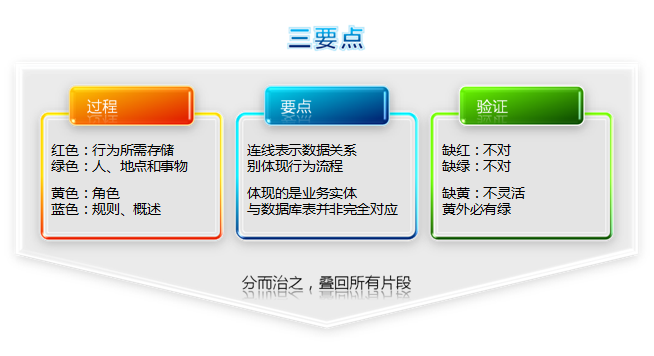 三要点
过程
红色：行为所需存储
绿色：人、地点和事物
黄色：角色
蓝色：规则、概述
要点
连线表示数据关系
别体现行为流程
体现的是业务实体
与数据库表并非完全对应
验证
缺红：不对
缺绿：不对
缺黄：不灵活
黄外必有绿
分而治之，叠回所有片段